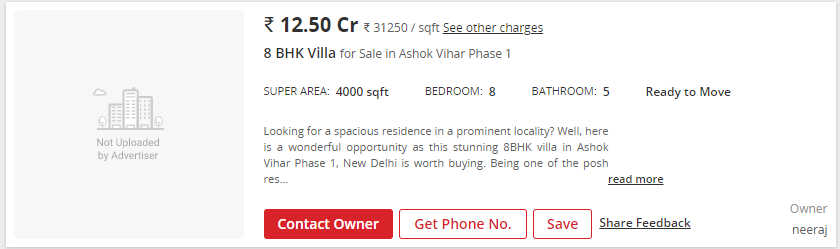 ₹ 12.50 Cr ₹ 31250 / sqft See other charges
8 BHK Villa for Sale in Ashok Vihar Phase 1
SUPER AREA: 4000 sqft BEDROOM: 8 BATHROOM: 5 Ready to Move
Not Uploaded
by Advertiser
Looking for a spacious residence in a prominent locality? Well, here
is a wonderful opportunity as this stunning 8BHK villa in Ashok
Vihar Phase 1, New Delhi is worth buying. Being one of the posh
res... read more
Contact Owner Get Phone No. Save Share Feedback
Owner
neeraj